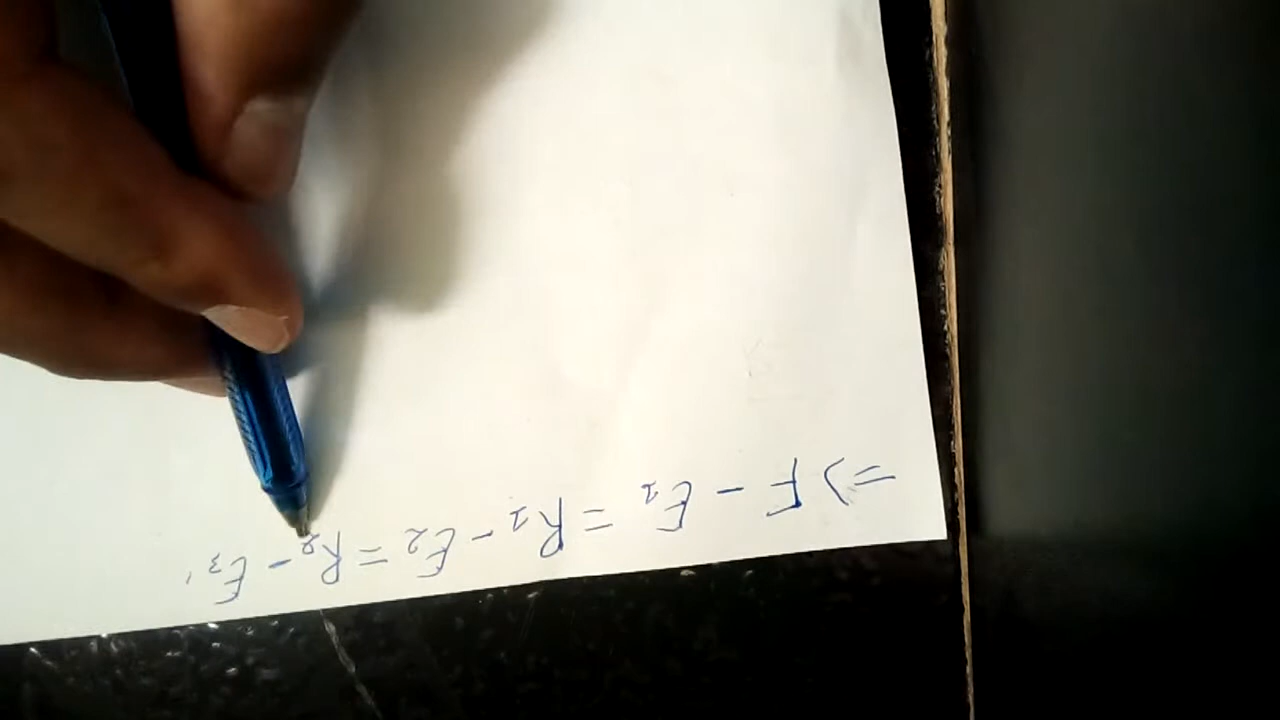 => F - E1 = R1 - E2 = R2 - E3'